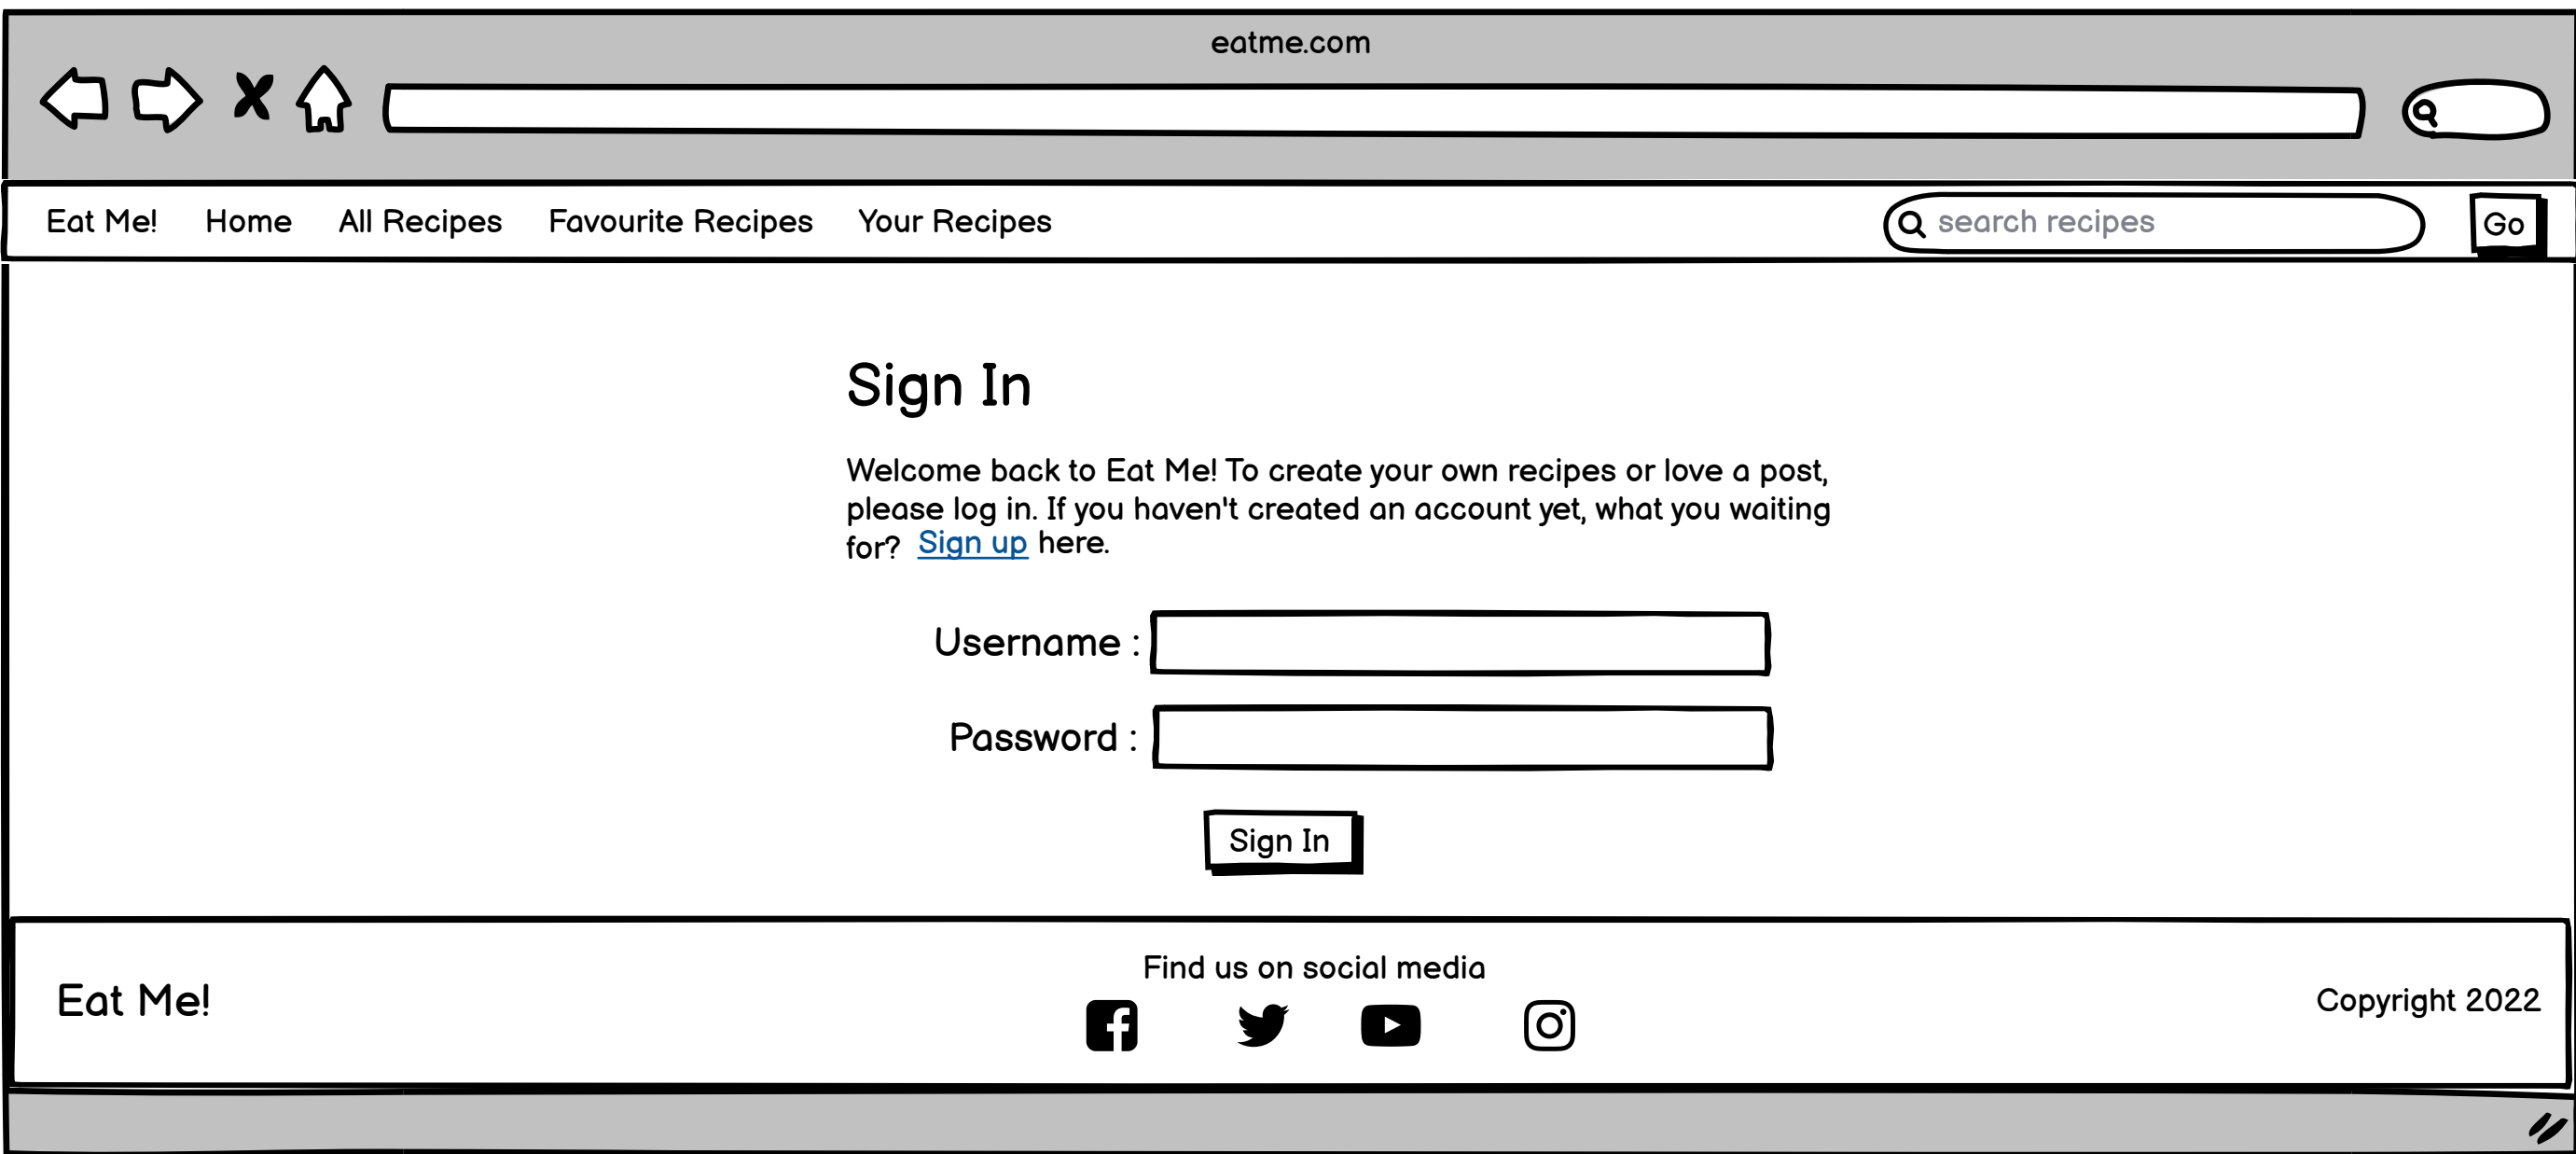 eatme.com
Eat Me! Home All Recipes Favourite Recipes Your Recipes search recipes Go
Sign In
Welcome back to Eat Me! To create your own recipes or love a post,
please log in. If you haven't created an account yet, what you waiting
for? Sign up here.
Username :
Password :
Sign In
Find us on social media
Eat Me!
Copyright 2022